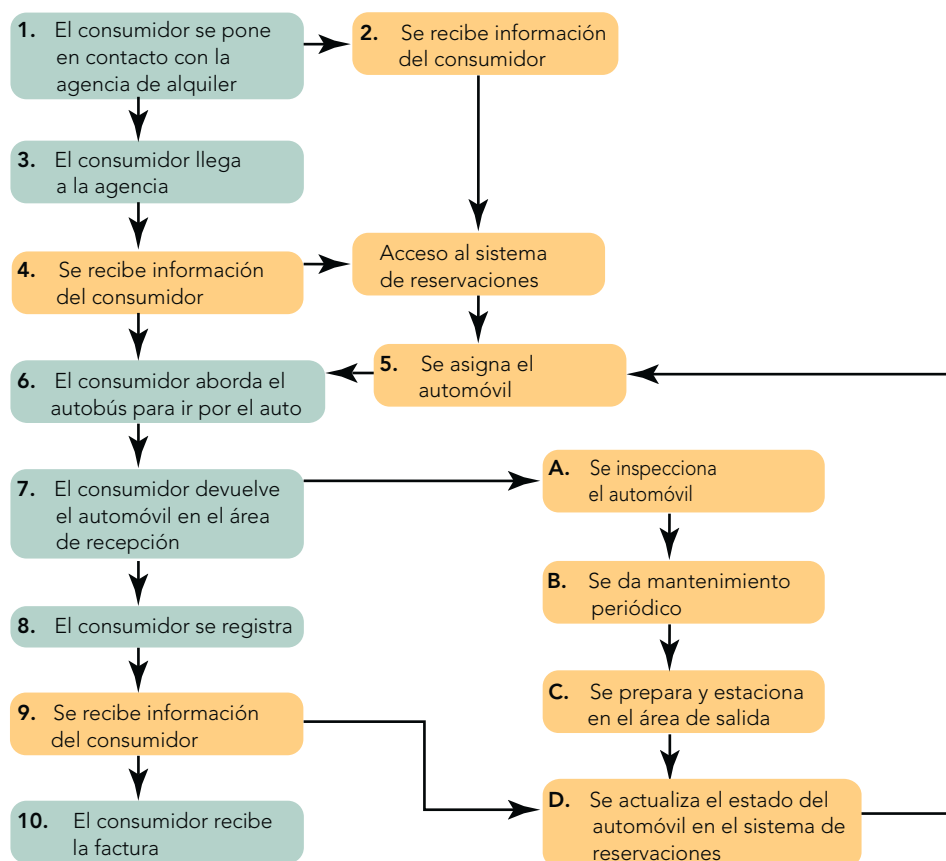 1. El consumidor se pone
en contacto con la
agencia de alquiler
2. Se recibe información
del consumidor
3. El consumidor llega
a la agencia
4. Se recibe información
del consumidor
Acceso al sistema
de reservaciones
5. Se asigna el
automóvil
6. El consumidor aborda el
autobús para ir por el auto
7. El consumidor devuelve
el automóvil en el área
de recepción
A. Se inspecciona
el automóvil
B. Se da mantenimiento
periódico
8. El consumidor se registra
C. Se prepara y estaciona
en el área de salida
9. Se recibe información
del consumidor
D. Se actualiza el estado del
automóvil en el sistema de
reservaciones
10. El consumidor recibe
la factura